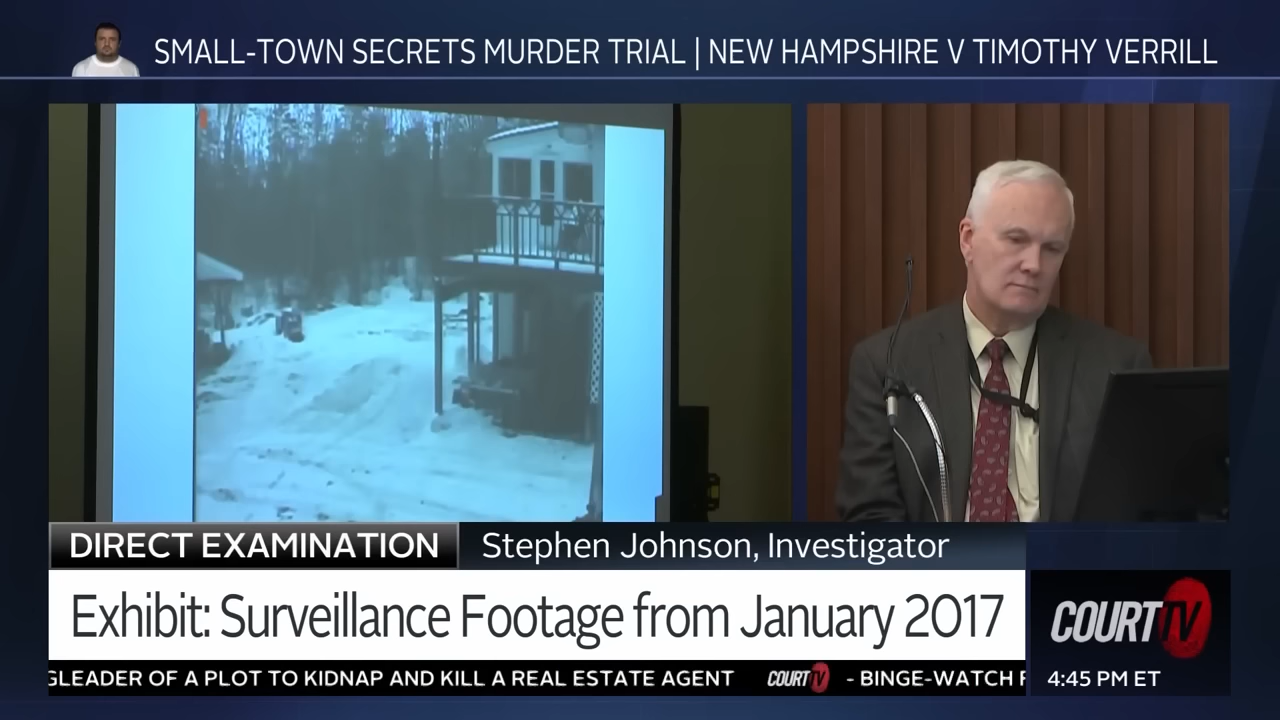 SMALL-TOWN SECRETS MURDER TRIAL | NEW HAMPSHIRE V TIMOTHY VERRILL
DIRECT EXAMINATION
Stephen Johnson, Investigator
Exhibit: Surveillance Footage from January 2017
COURT TV
GLEADER OF A PLOT TO KIDNAP AND KILL A REAL ESTATE AGENT COURT TV - BINGE-WATCH
4:45 PM ET